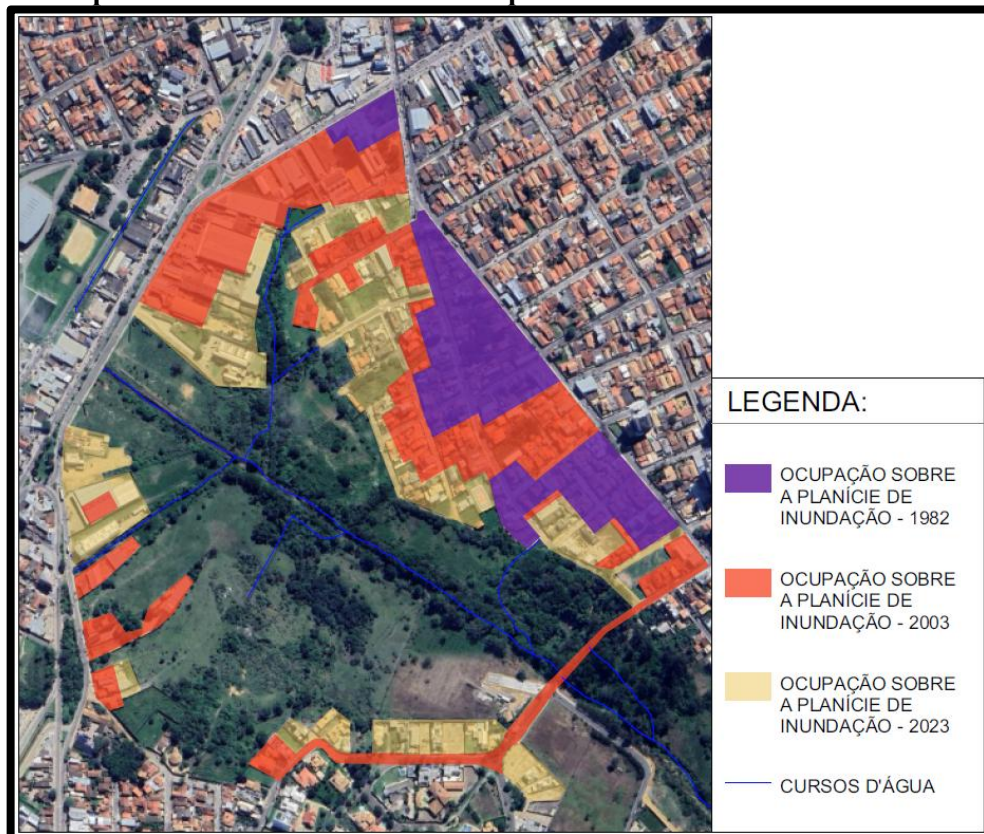 LEGENDA:
OCUPAÇÃO SOBRE
A PLANÍCIE DE
INUNDAÇÃO - 1982
OCUPAÇÃO SOBRE
A PLANÍCIE DE
INUNDAÇÃO - 2003
OCUPAÇÃO SOBRE
A PLANÍCIE DE
INUNDAÇÃO - 2023
CURSOS D'ÁGUA